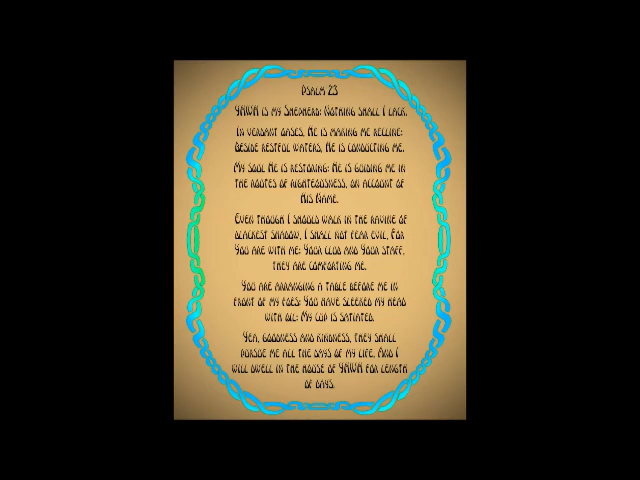 Psalm 23
YHWH is my Shepherd: Nothing shall I lack.
In verdant oases, He is making me recline:
Beside restful waters, He is conducting me.
My soul He is restoring: He is guiding me in
the routes of righteousness, on account of
His Name.
Even though I should walk in the ravine of
blackest shadow, I shall not fear evil, For
You are with me: Your club and Your staff,
they are comforting me.
You are arranging a table before me in
front of my foes: You have sleeked my head
with oil: My cup is satiated.
Yea, goodness and kindness, they shall
pursue me all the days of my life, And I
will dwell in the house of YHWH for length
of days.